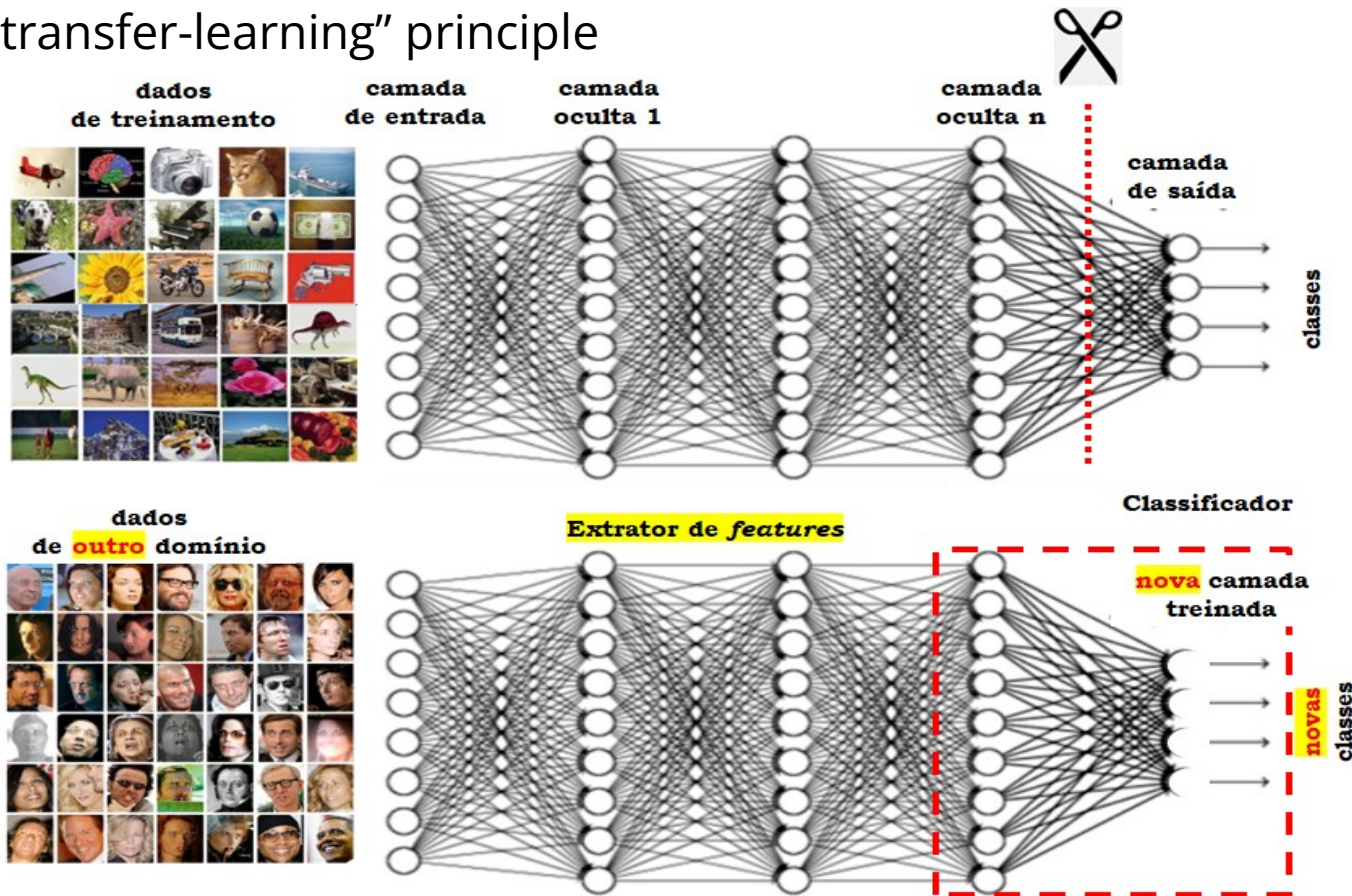 transfer-learning” principle
dados
de treinamento
camada
de entrada
camada
oculta 1
camada
oculta n
camada
de saída
classes
dados
de outro domínio
Extrator de features
Classificador
nova camada
treinada
novas
classes